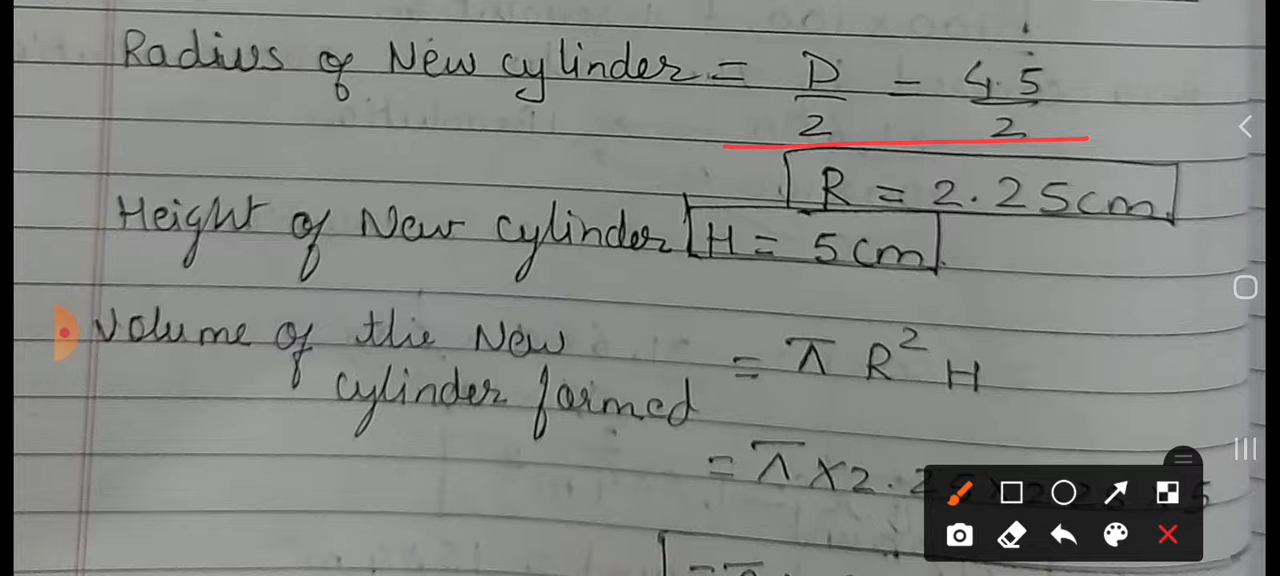 Radius of New cylinder = D/2 = 4.5/2
R = 2.25cm
Height of New cylinder H = 5cm
Volume of the New
cylinder formed = π R² H
= π × 2.